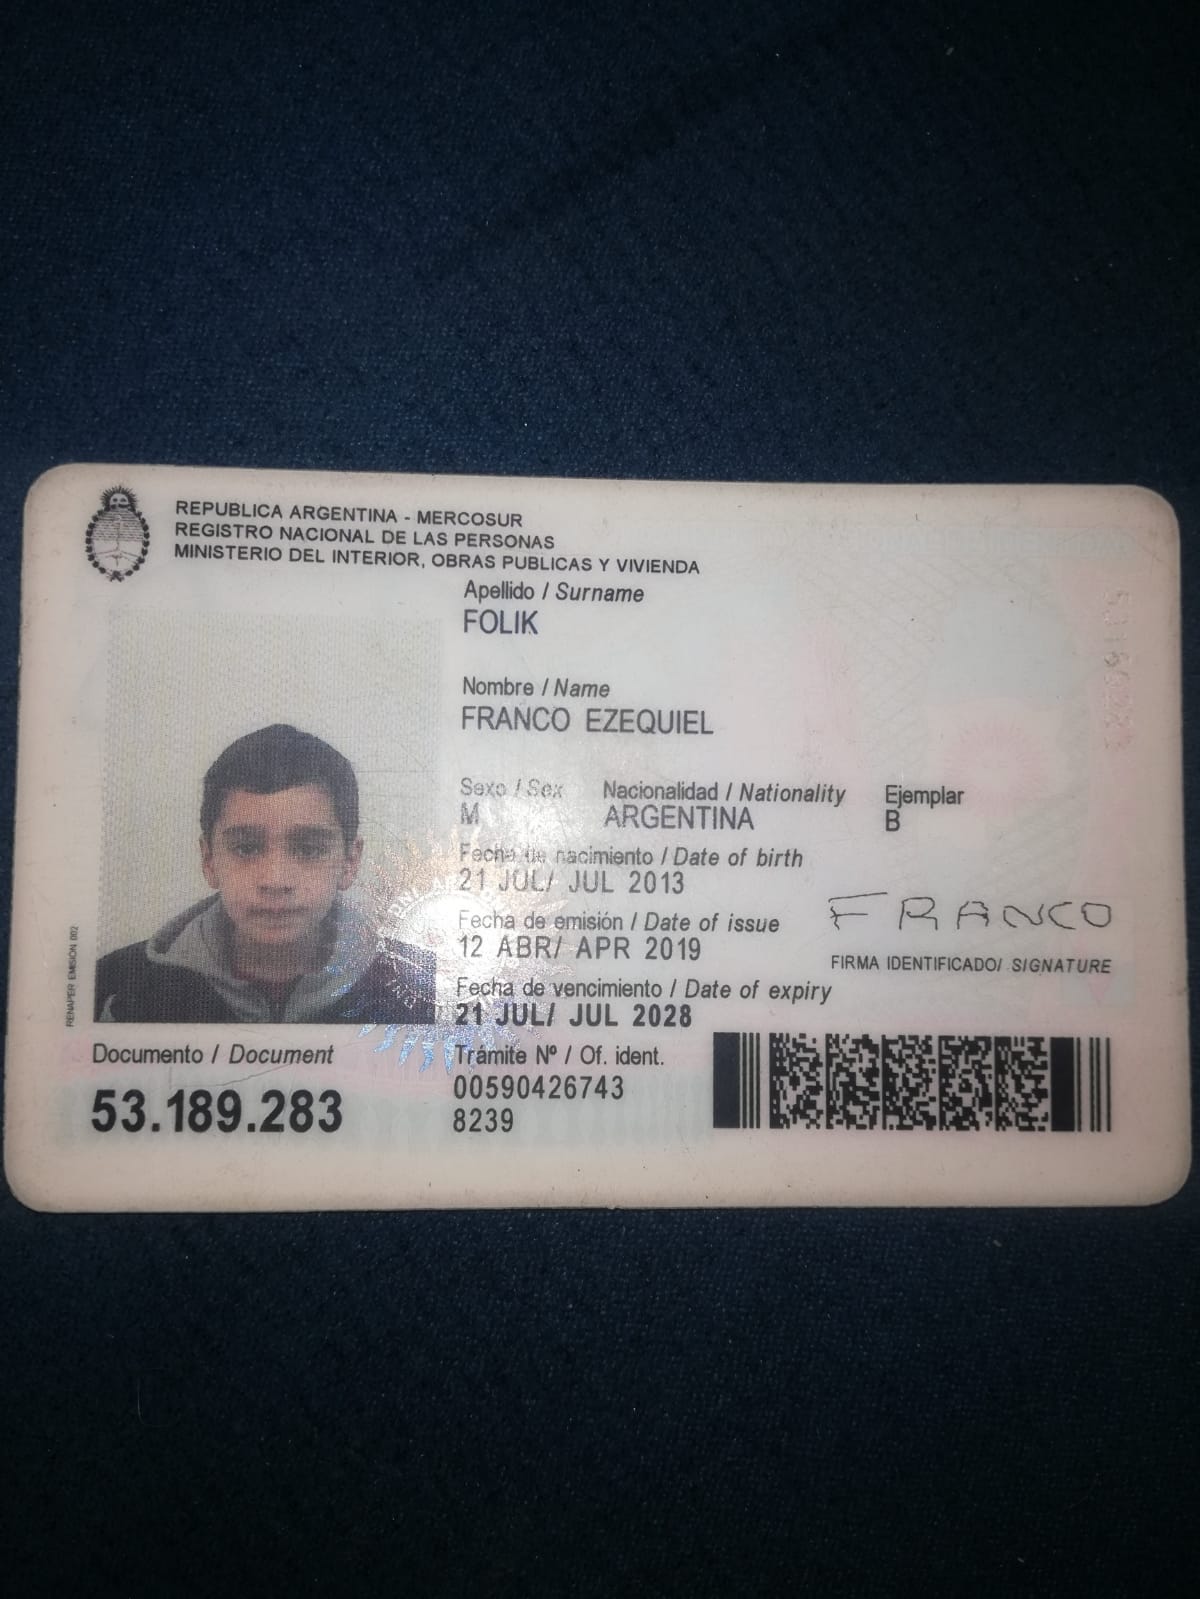 REPUBLICA ARGENTINA - MERCOSUR
REGISTRO NACIONAL DE LAS PERSONAS
MINISTERIO DEL INTERIOR, OBRAS PUBLICAS Y VIVIENDA
Apellido / Surname
FOLIK
Nombre / Name
FRANCO EZEQUIEL
Sexo / Sex Nacionalidad / Nationality Ejemplar
M ARGENTINA B
Fecha de nacimiento / Date of birth
21 JUL/ JUL 2013
Fecha de emisión / Date of issue
12 ABR/ APR 2019
FRANCO
FIRMA IDENTIFICADO/ SIGNATURE
Fecha de vencimiento / Date of expiry
21 JUL/ JUL 2028
Documento / Document
53.189.283
Trámite Nº / Of. ident.
00590426743
8239
RENAPER EMISION 002